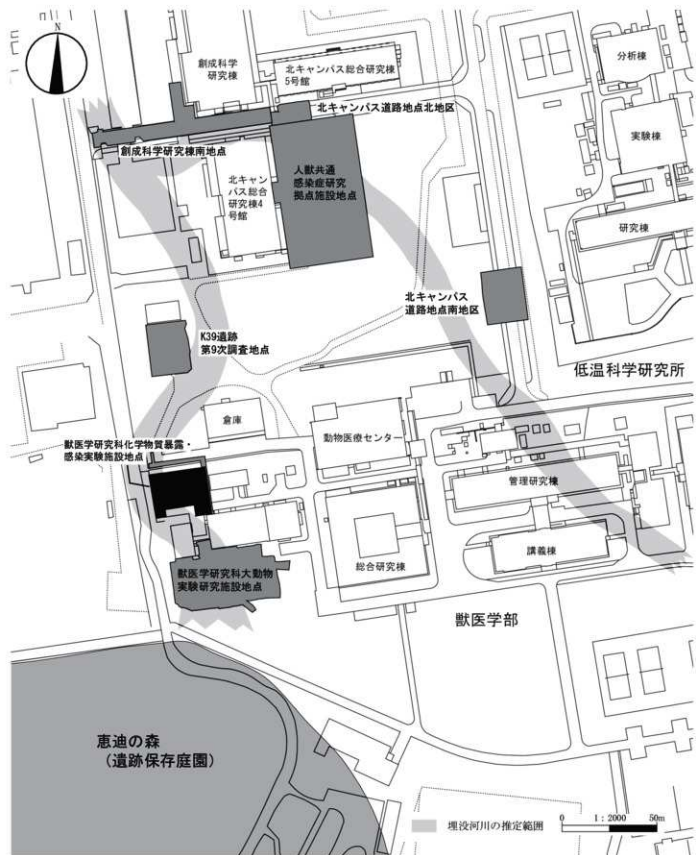 N
創成科学
研究棟
北キャンパス総合研究棟
5号館
分析棟
北キャンパス道路地点北地区
実験棟
創成科学研究棟南地点
人獣共通
感染症研究
拠点施設地点
北キャン
パス総合
研究棟4
号館
研究棟
北キャンパス
道路地点南地区
K39遺跡
第9次調査地点
低温科学研究所
倉庫
動物医療センター
獣医学研究科化学物質暴露・
感染実験施設地点
管理研究棟
講義棟
総合研究棟
獣医学研究科大動物
実験研究施設地点
獣医学部
恵迪の森
(遺跡保存庭園)
埋没河川の推定範囲
0 1:2000 50m